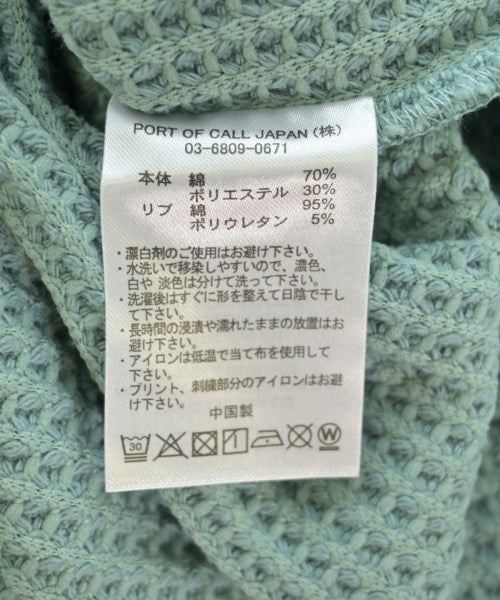 PORT OF CALL JAPAN (株)
03-6809-0671
本体 綿 70%
ポリエステル 30%
リブ 綿 95%
ポリウレタン 5%
・漂白剤のご使用はお避け下さい。
・水洗いで移染しやすいので、濃色、
白や 淡色は分けて洗って下さい。
・洗濯後はすぐに形を整えて日陰で干し
て下さい。
・長時間の浸漬や濡れたままの放置はお
避け下さい。
・アイロンは低温で当て布を使用して下
さい。
・プリント、刺繍部分のアイロンはお避
け下さい。
中国製
30 W